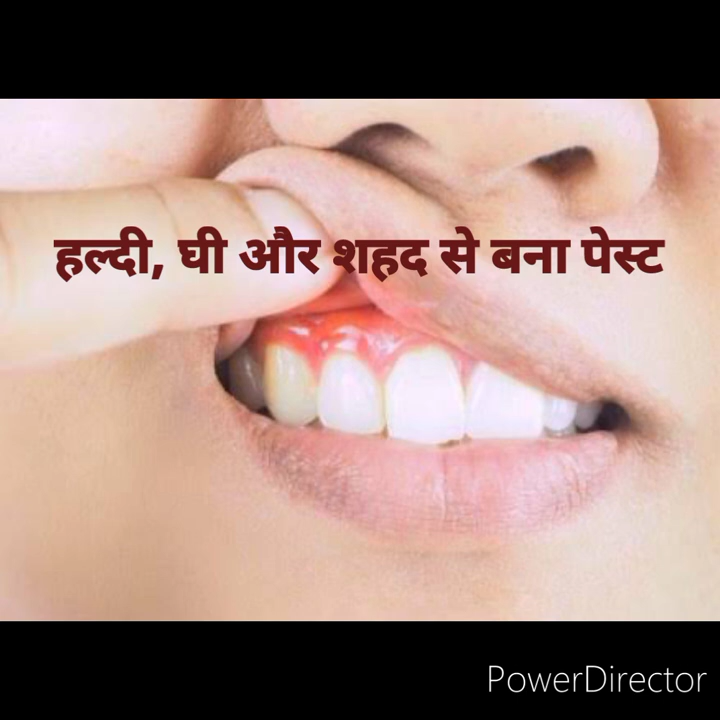 हल्दी, घी और शहद से बना पेस्ट
PowerDirector